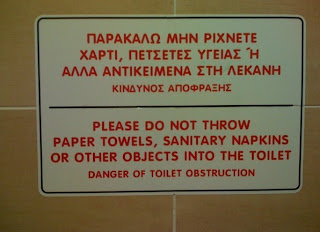 ΠΑΡΑΚΑΛΩ ΜΗΝ ΡΙΧΝΕΤΕ
ΧΑΡΤΙ, ΠΕΤΣΕΤΕΣ ΥΓΕΙΑΣ Ή
ΑΛΛΑ ΑΝΤΙΚΕΙΜΕΝΑ ΣΤΗ ΛΕΚΑΝΗ
ΚΙΝΔΥΝΟΣ ΑΠΟΦΡΑΞΗΣ
PLEASE DO NOT THROW
PAPER TOWELS, SANITARY NAPKINS
OR OTHER OBJECTS INTO THE TOILET
DANGER OF TOILET OBSTRUCTION